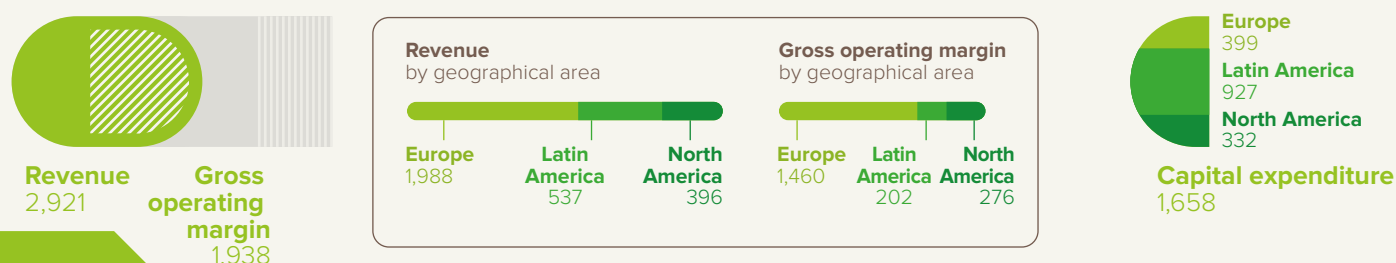 Revenue
2,921
Gross
operating
margin
1,938
Revenue
by geographical area
Europe
1,988
Latin
America
537
North
America
396
Gross operating margin
by geographical area
Europe
1,460
Latin
America
202
North
America
276
Europe
399
Latin America
927
North America
332
Capital expenditure
1,658